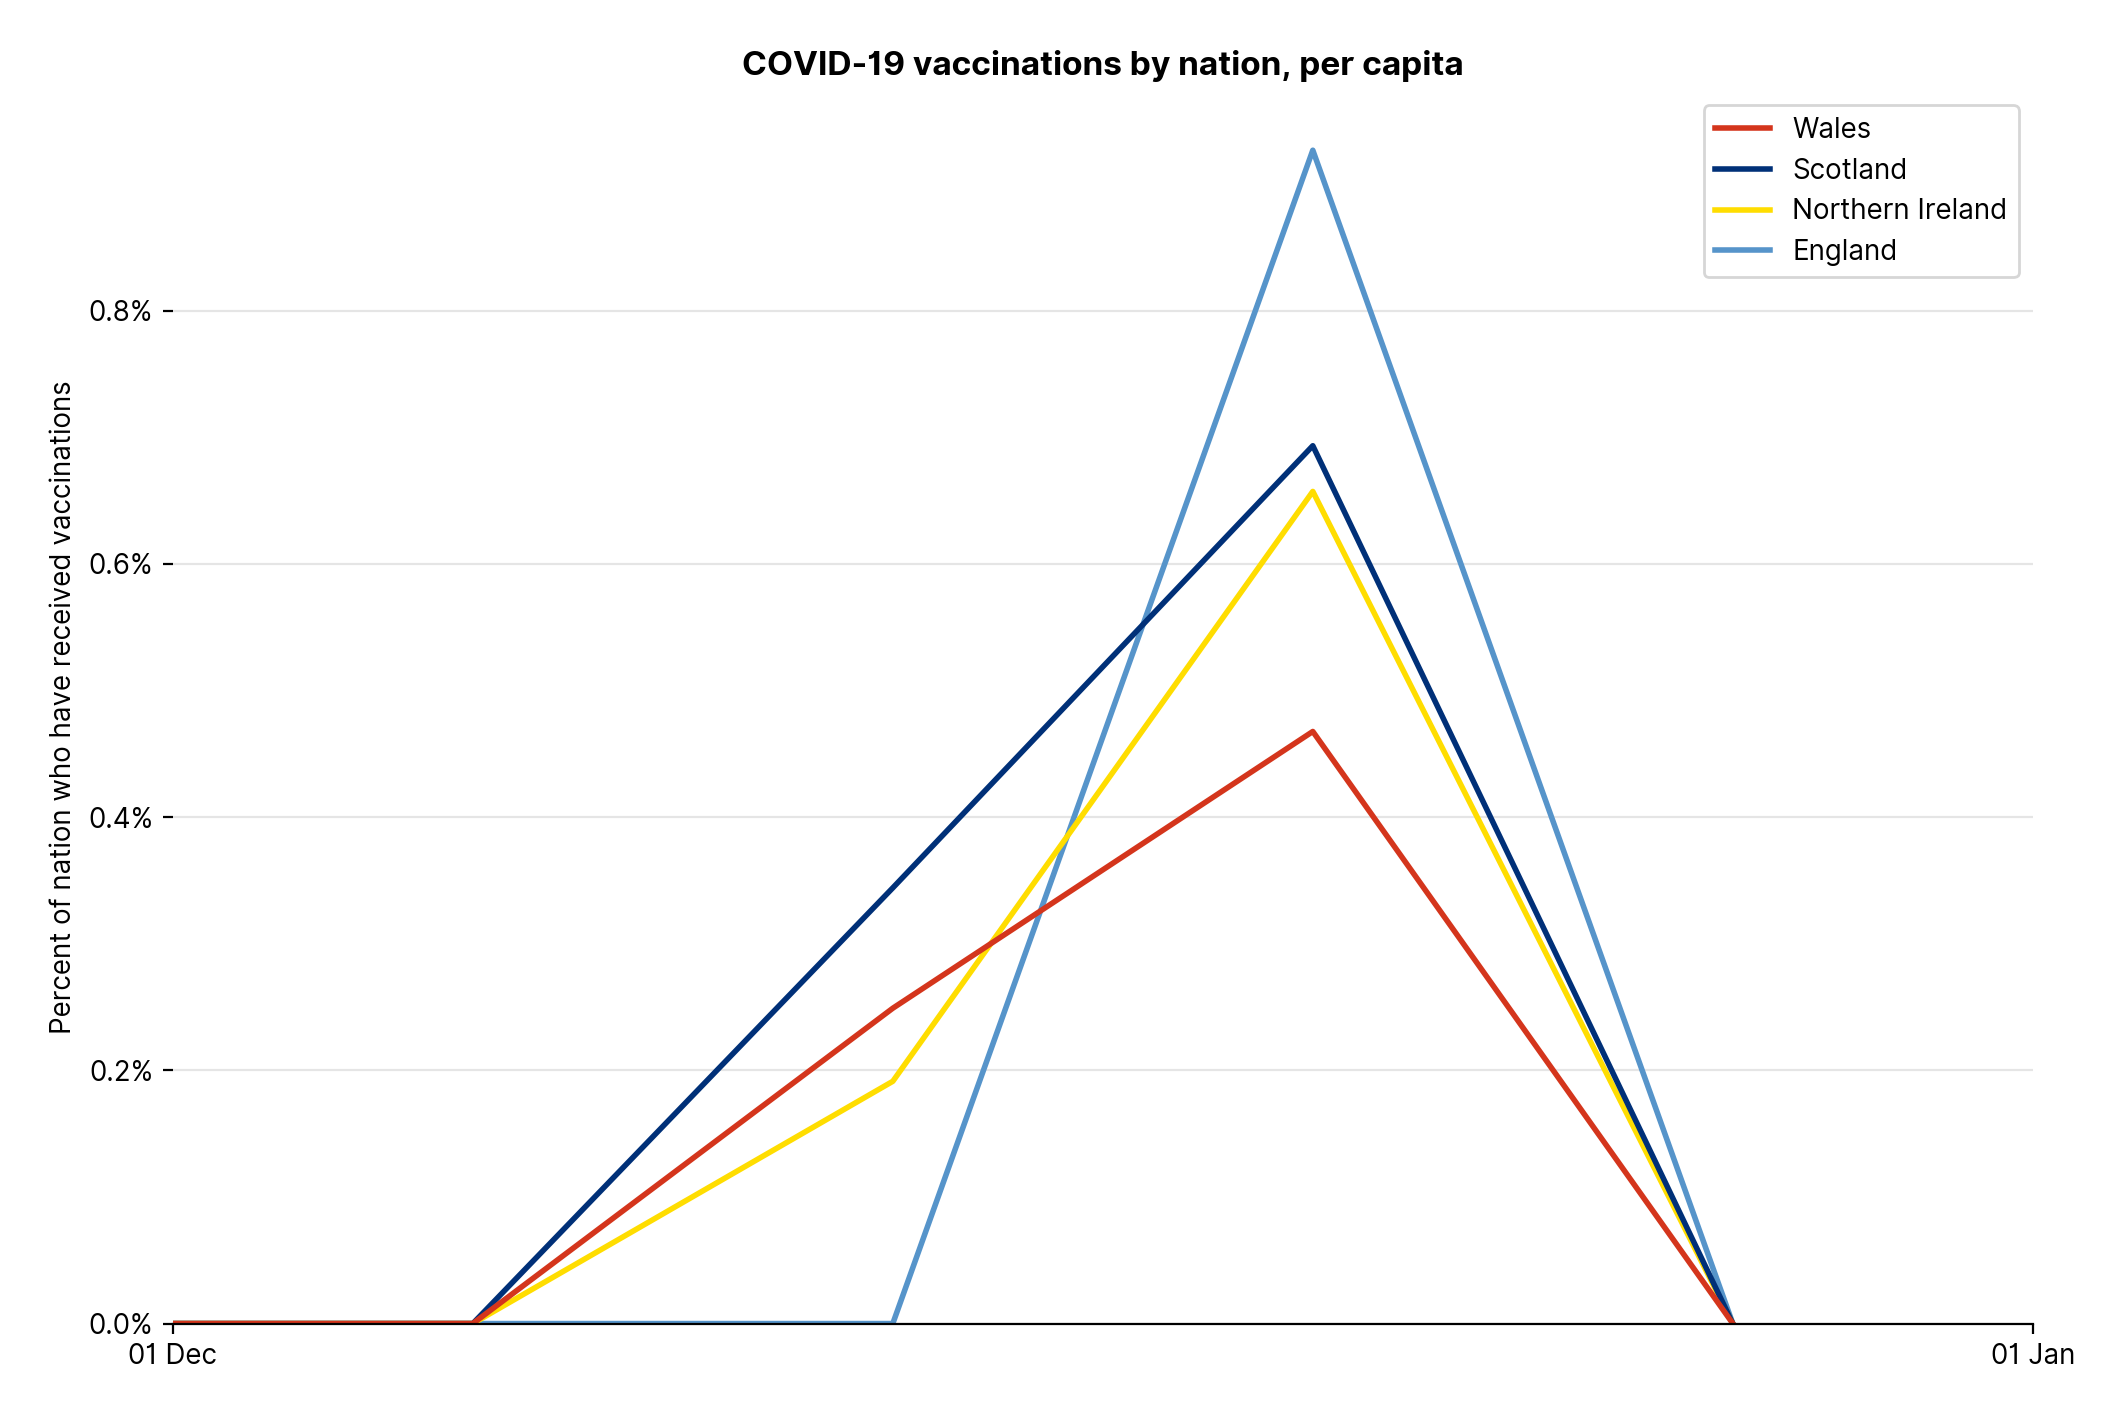 COVID-19 vaccinations by nation, per capita
Wales
Scotland
Northern Ireland
England
Percent of nation who have received vaccinations
0.8%
0.6%
0.4%
0.2%
0.0%
01 Dec
01 Jan